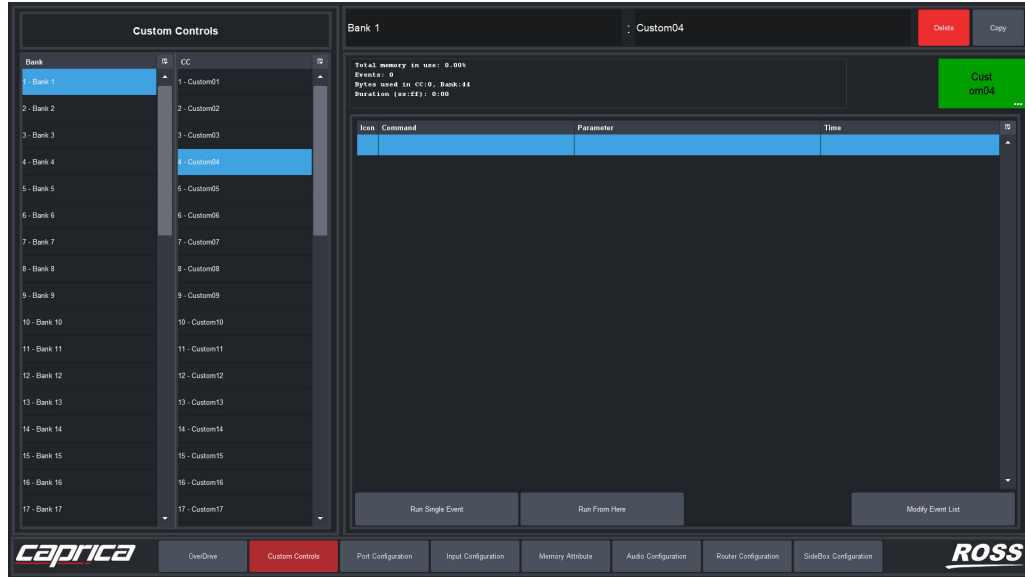 Custom Controls
Bank 1 : Custom04 Delete Copy
Bank CC
1 - Bank 1 1 - Custom01
2 - Bank 2 2 - Custom02
3 - Bank 3 3 - Custom03
4 - Bank 4 4 - Custom04
5 - Bank 5 5 - Custom05
6 - Bank 6 6 - Custom06
7 - Bank 7 7 - Custom07
8 - Bank 8 8 - Custom08
9 - Bank 9 9 - Custom09
10 - Bank 10 10 - Custom10
11 - Bank 11 11 - Custom11
12 - Bank 12 12 - Custom12
13 - Bank 13 13 - Custom13
14 - Bank 14 14 - Custom14
15 - Bank 15 15 - Custom15
16 - Bank 16 16 - Custom16
17 - Bank 17 17 - Custom17
Total memory in use: 0.00%
Events: 0
Bytes used in CC:0, Bank:44
Duration (ss:ff): 0:00
Cust
om04
...
Icon Command Parameter Time
Run Single Event Run From Here Modify Event List
caprica OverDrive Custom Controls Port Configuration Input Configuration Memory Attribute Audio Configuration Router Configuration SideBox Configuration ROSS